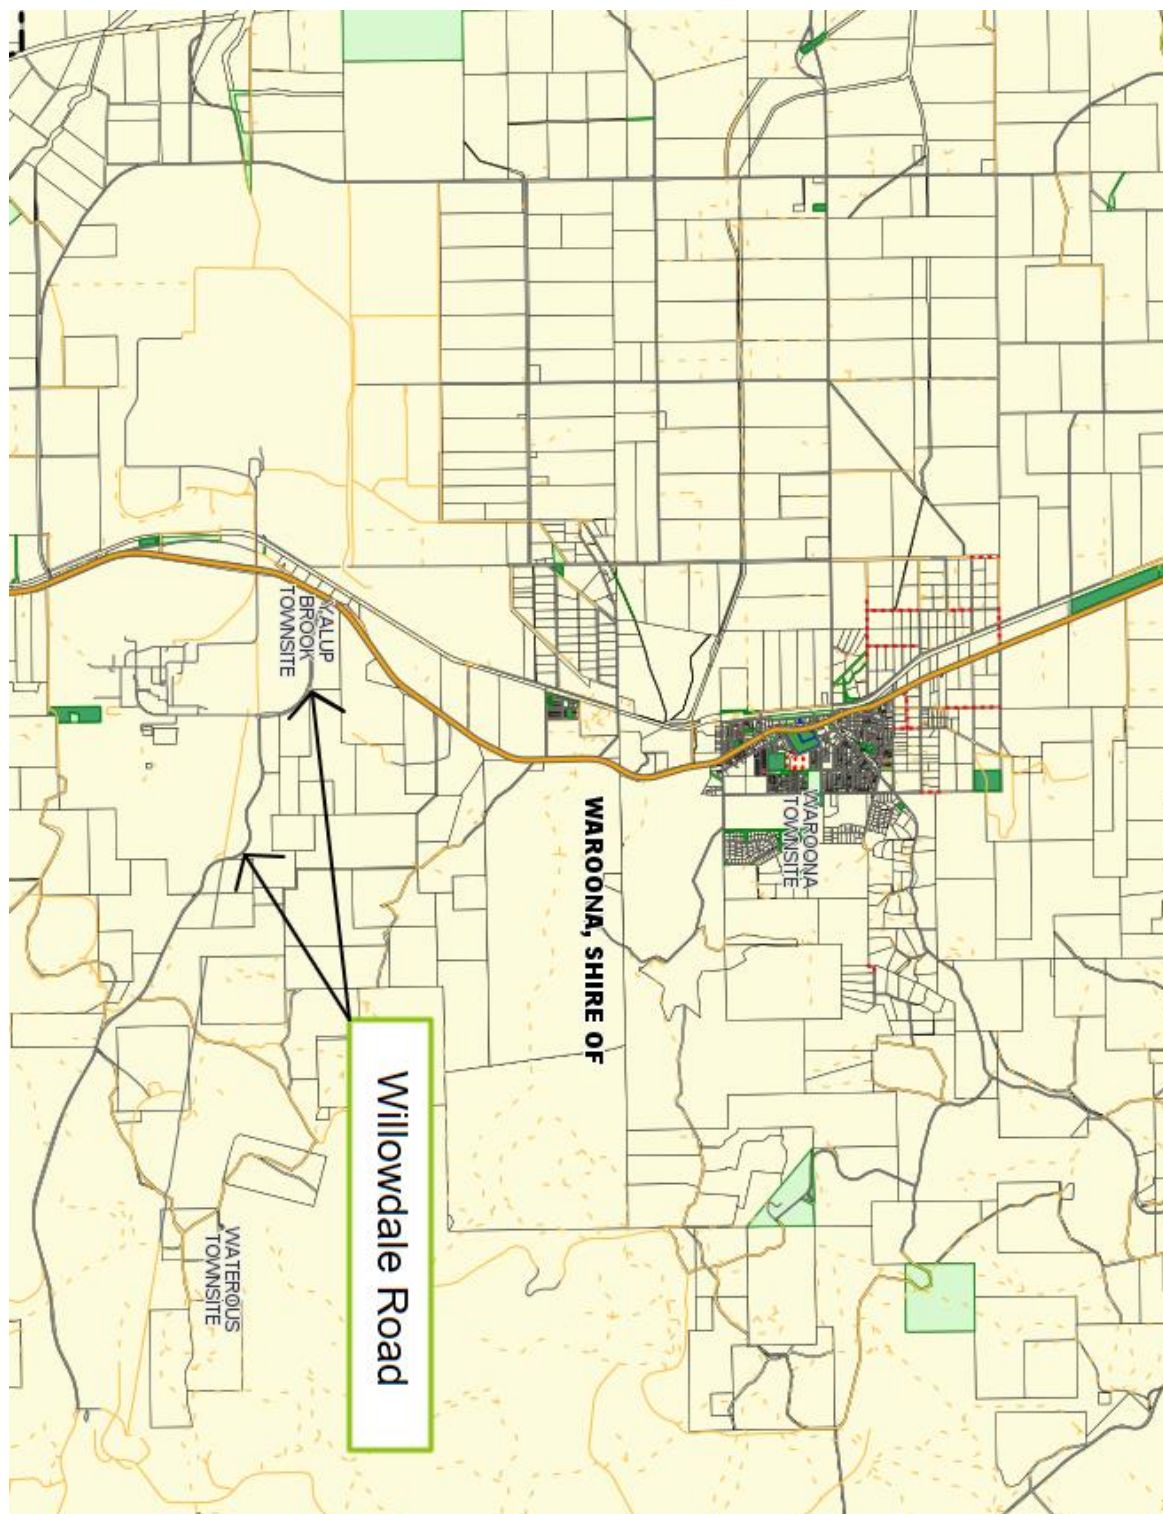 YALUP
BROOK
TOWNSITE
WAROONA
TOWNSITE
WAROONA, SHIRE OF
Willowdale Road
WATEROUS
TOWNSITE